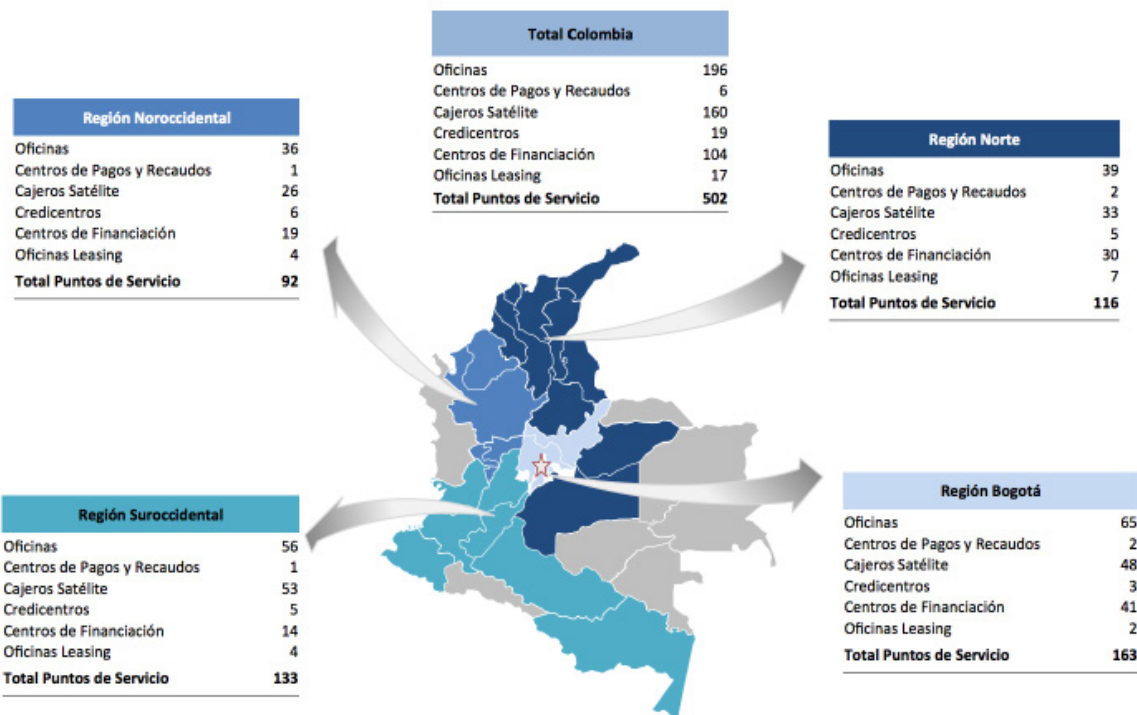 Total Colombia
Oficinas 196
Centros de Pagos y Recaudos 6
Cajeros Satélite 160
Credicentros 19
Centros de Financiación 104
Oficinas Leasing 17
Total Puntos de Servicio 502
Región Noroccidental
Oficinas 36
Centros de Pagos y Recaudos 1
Cajeros Satélite 26
Credicentros 6
Centros de Financiación 19
Oficinas Leasing 4
Total Puntos de Servicio 92
Región Norte
Oficinas 39
Centros de Pagos y Recaudos 2
Cajeros Satélite 33
Credicentros 5
Centros de Financiación 30
Oficinas Leasing 7
Total Puntos de Servicio 116
Región Suroccidental
Oficinas 56
Centros de Pagos y Recaudos 1
Cajeros Satélite 53
Credicentros 5
Centros de Financiación 14
Oficinas Leasing 4
Total Puntos de Servicio 133
Región Bogotá
Oficinas 65
Centros de Pagos y Recaudos 2
Cajeros Satélite 48
Credicentros 3
Centros de Financiación 41
Oficinas Leasing 2
Total Puntos de Servicio 163